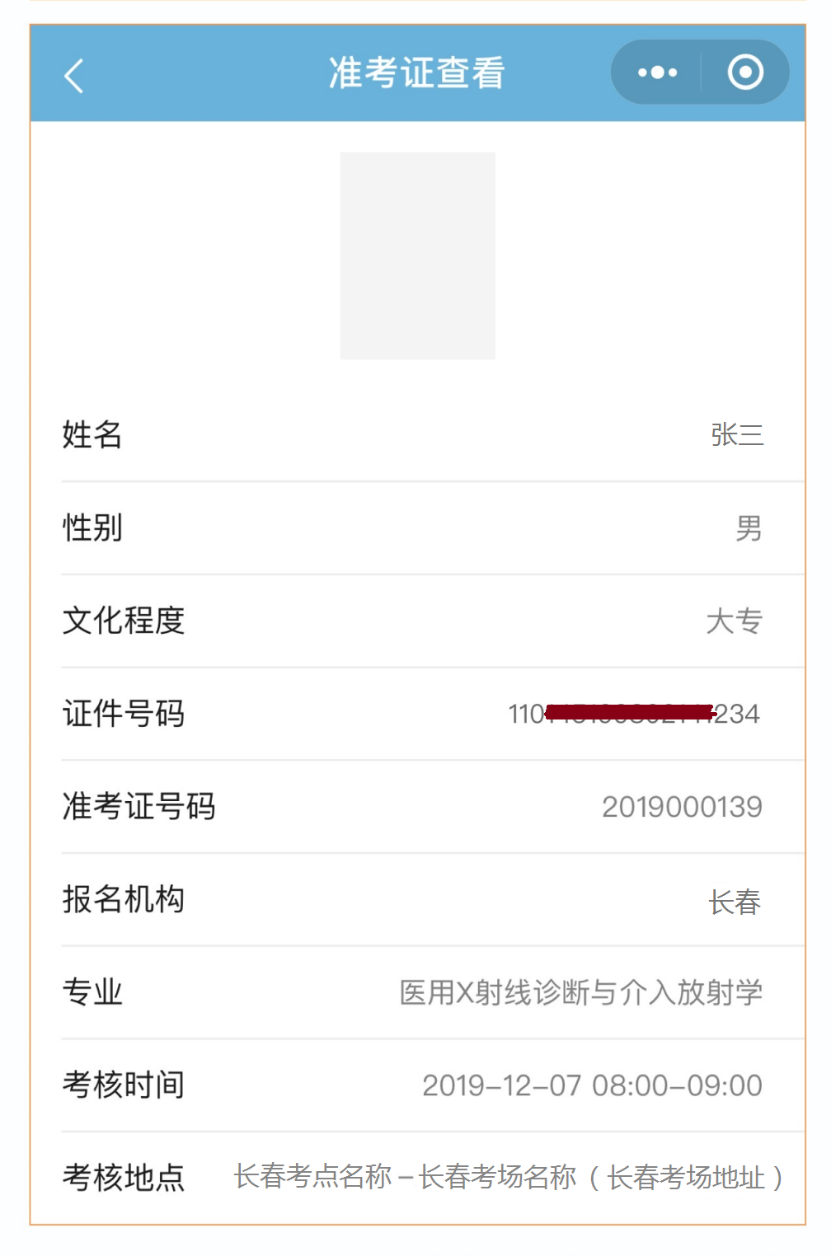 准考证查看
姓名 张三
性别 男
文化程度 大专
证件号码 110 234
准考证号码 2019000139
报名机构 长春
专业 医用X射线诊断与介入放射学
考核时间 2019-12-07 08:00-09:00
考核地点 长春考点名称-长春考场名称(长春考场地址)